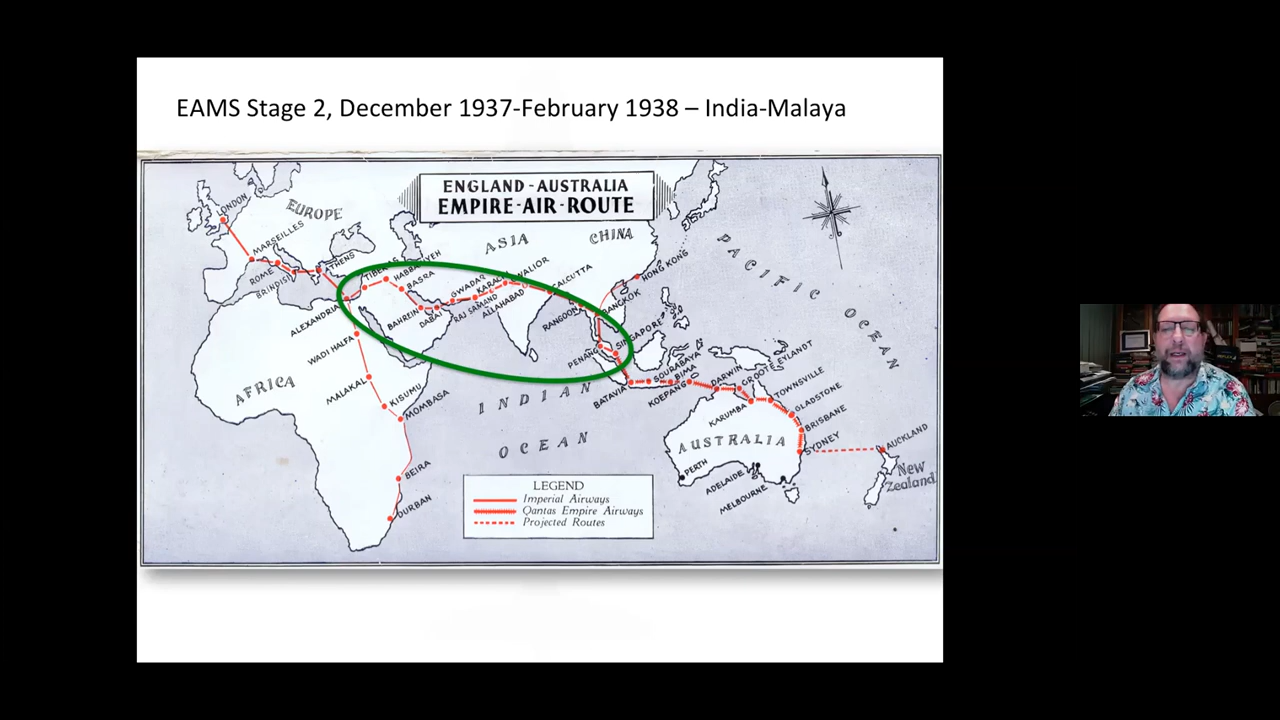 EAMS Stage 2, December 1937-February 1938 – India-Malaya
ENGLAND-AUSTRALIA
EMPIRE-AIR-ROUTE
LONDON
EUROPE
MARSEILLES
ROME
BRINDISI
ATHENS
ALEXANDRIA
BASRA
BAHREIN
GWADAR
RAJ SAMAND
ALLAHABAD
CALCUTTA
RANGOON
BANGKOK
HONG KONG
ASIA
CHINA
PENANG
SINGAPORE
BATAVIA
SOURABAYA
BIMA
KOEPANG
DARWIN
GROOTE EYLANDT
KARUMBA
TOWNSVILLE
GLADSTONE
BRISBANE
SYDNEY
AUCKLAND
New
Zealand
AUSTRALIA
PERTH
ADELAIDE
MELBOURNE
PACIFIC OCEAN
INDIAN
OCEAN
AFRICA
WADI HALFA
MALAKAL
KISUMU
MOMBASA
BEIRA
DURBAN
LEGEND
Imperial Airways
Qantas Empire Airways
Projected Routes